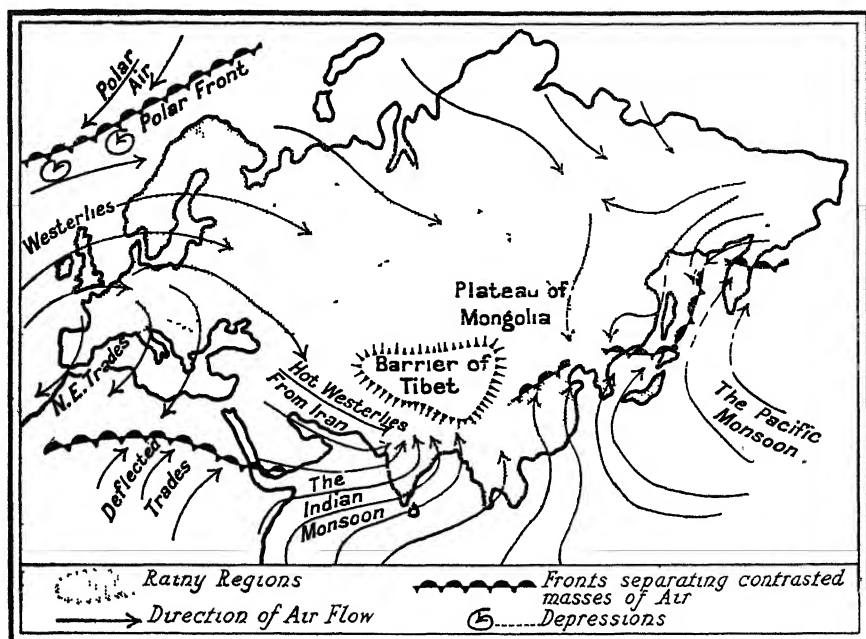 Polar
Air
Polar Front
Westerlies
Plateau of
Mongolia
Barrier of
Tibet
Hot Westerlies
From Iran
N.E. Trades
The Pacific
Monsoon
Deflected
Trades
The
Indian
Monsoon
Rainy Regions
Fronts separating contrasted
masses of Air
Direction of Air Flow
Depressions